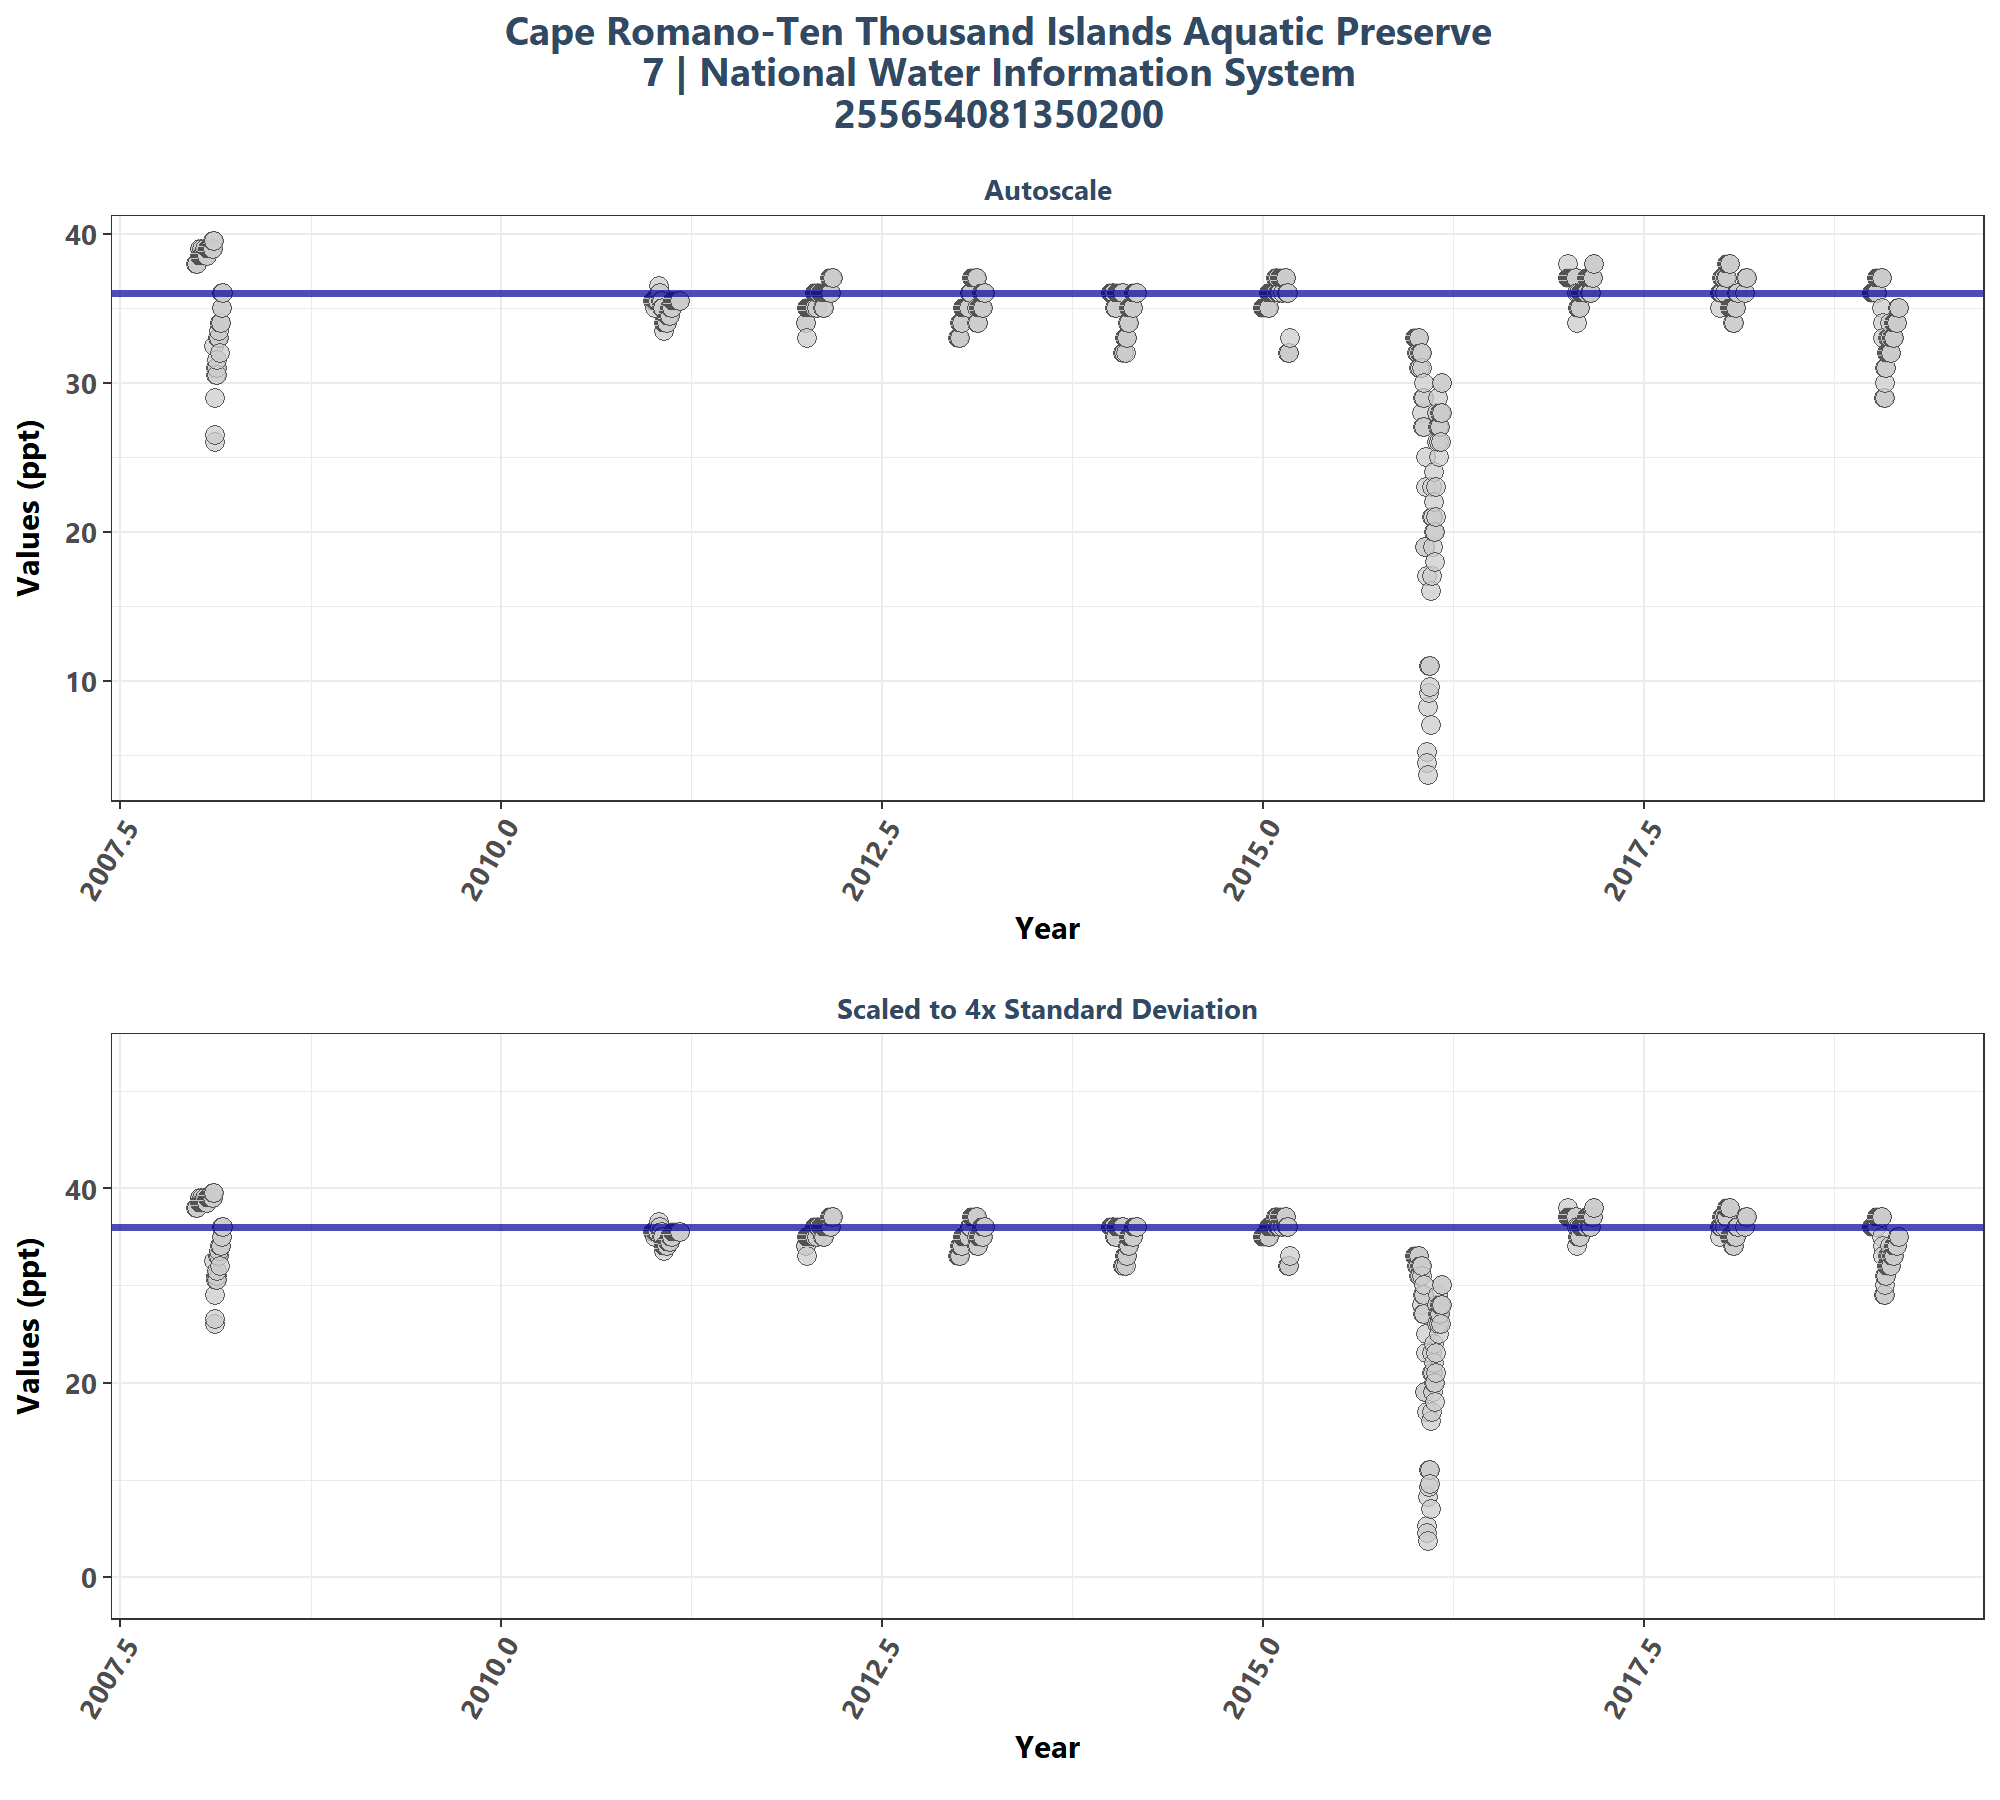 Cape Romano-Ten Thousand Islands Aquatic Preserve
7 | National Water Information System
255654081350200
Autoscale
Values (ppt)
40
30
20
10
2007.5
2010.0
2012.5
2015.0
2017.5
Year
Scaled to 4x Standard Deviation
Values (ppt)
40
20
0
2007.5
2010.0
2012.5
2015.0
2017.5
Year